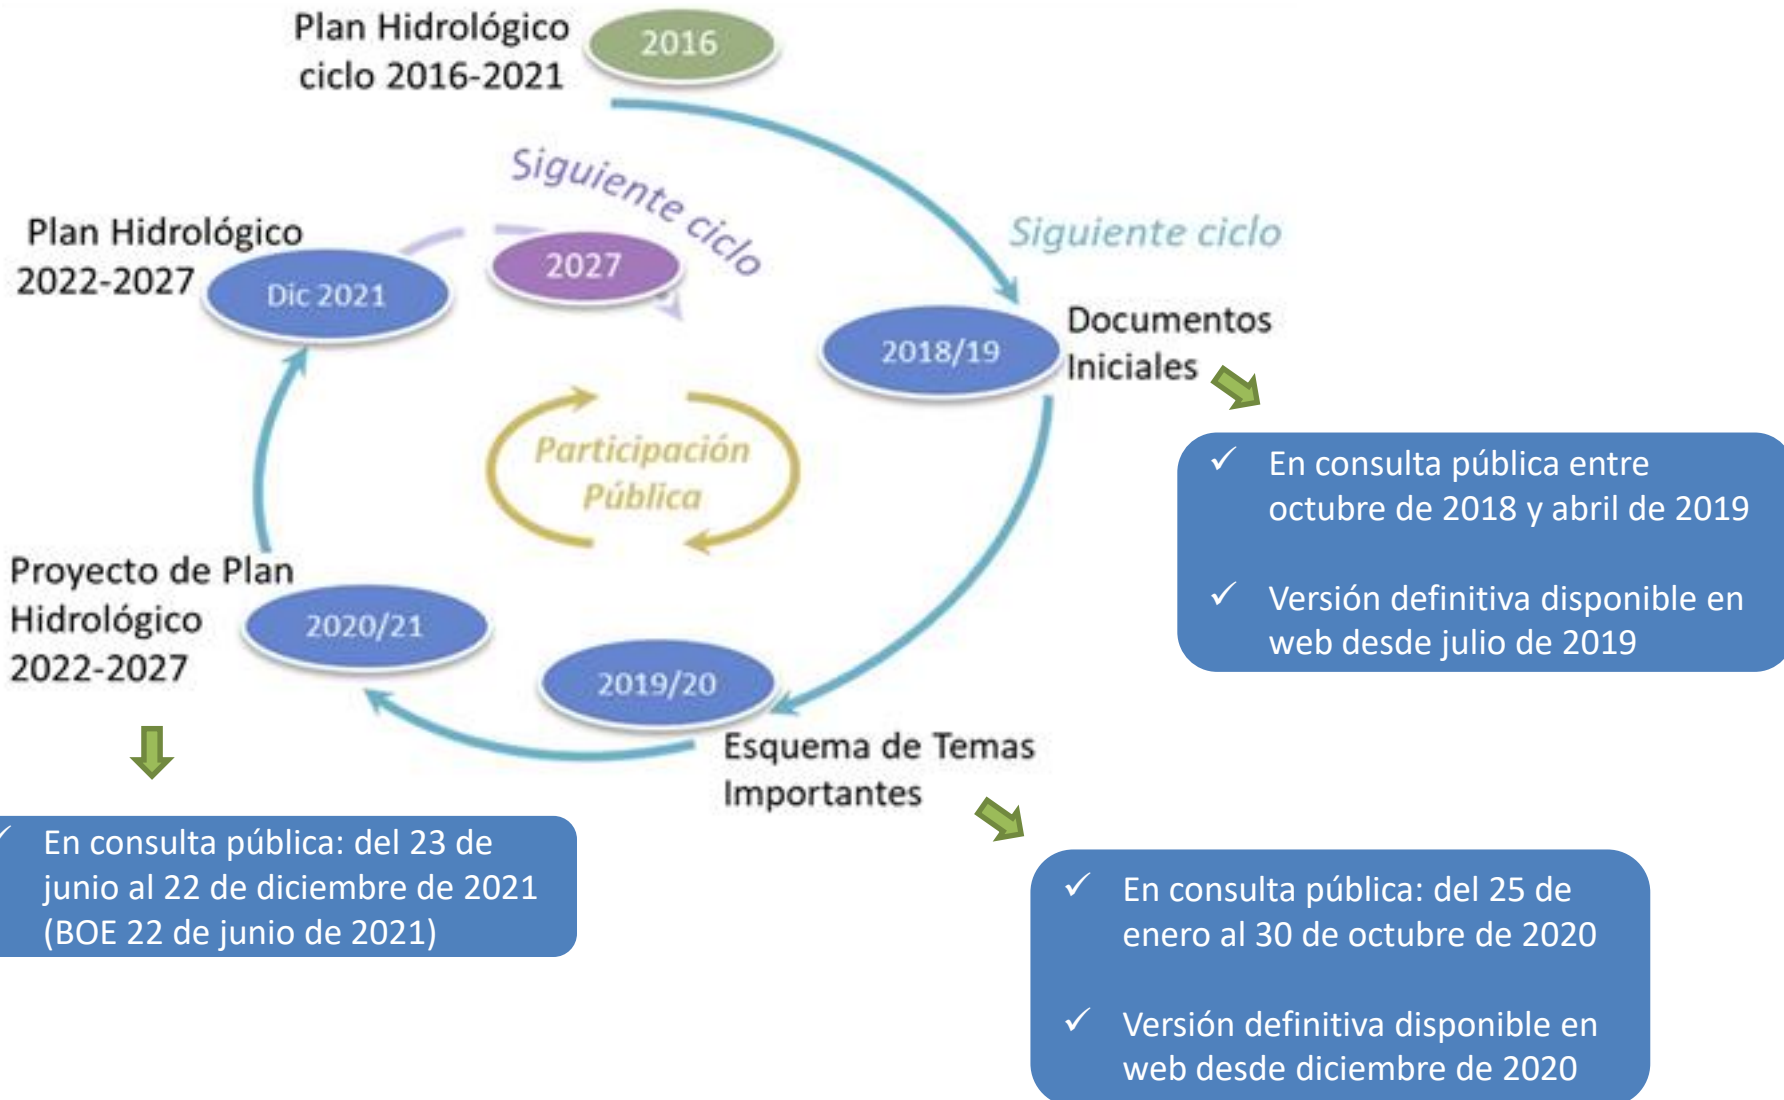 Plan Hidrológico
ciclo 2016-2021
2016
Siguiente ciclo
Siguiente ciclo
Plan Hidrológico
2022-2027
Dic 2021
2027
2018/19
Documentos
Iniciales
Participación
Pública
✓ En consulta pública entre
octubre de 2018 y abril de 2019
✓ Versión definitiva disponible en
web desde julio de 2019
Proyecto de Plan
Hidrológico
2022-2027
2020/21
2019/20
Esquema de Temas
Importantes
✓ En consulta pública: del 23 de
junio al 22 de diciembre de 2021
(BOE 22 de junio de 2021)
✓ En consulta pública: del 25 de
enero al 30 de octubre de 2020
✓ Versión definitiva disponible en
web desde diciembre de 2020